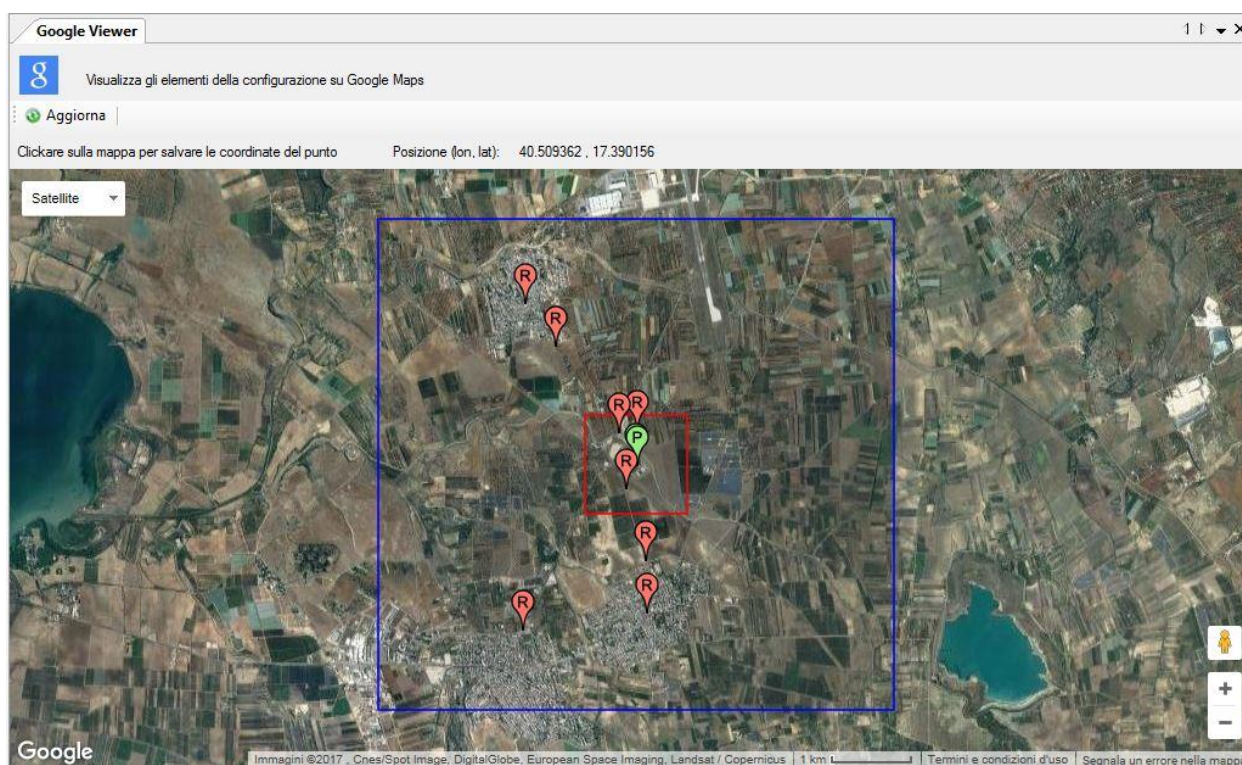 Google Viewer
g
Visualizza gli elementi della configurazione su Google Maps
Aggiorna
Clickare sulla mappa per salvare le coordinate del punto Posizione (lon, lat): 40.509362 , 17.390156
Satellite
R
R
R R
P
R
R
R
R
Google
Immagini ©2017 , Cnes/Spot Image, DigitalGlobe, European Space Imaging, Landsat / Copernicus 1 km Termini e condizioni d'uso Segnala un errore nella mappa